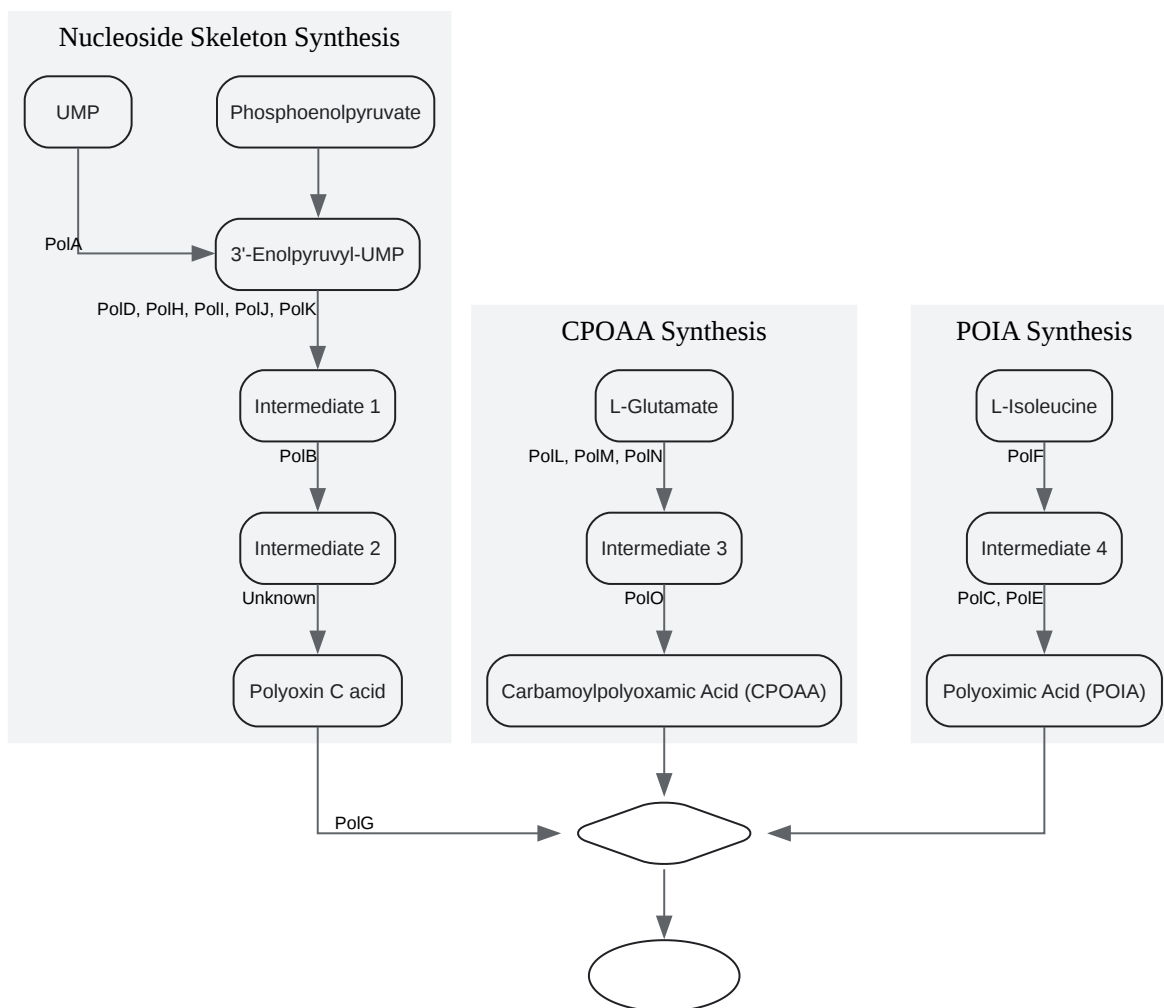 Nucleoside Skeleton Synthesis
UMP
Phosphoenolpyruvate
PolA
3'-Enolpyruvyl-UMP
PolD, PolH, PolI, PolJ, PolK
Intermediate 1
PolB
Intermediate 2
Unknown
Polyoxin C acid
CPOAA Synthesis
L-Glutamate
PolL, PolM, PolN
Intermediate 3
PolO
Carbamoylpolyoxamic Acid (CPOAA)
POIA Synthesis
L-Isoleucine
PolF
Intermediate 4
PolC, PolE
Polyoximic Acid (POIA)
PolG